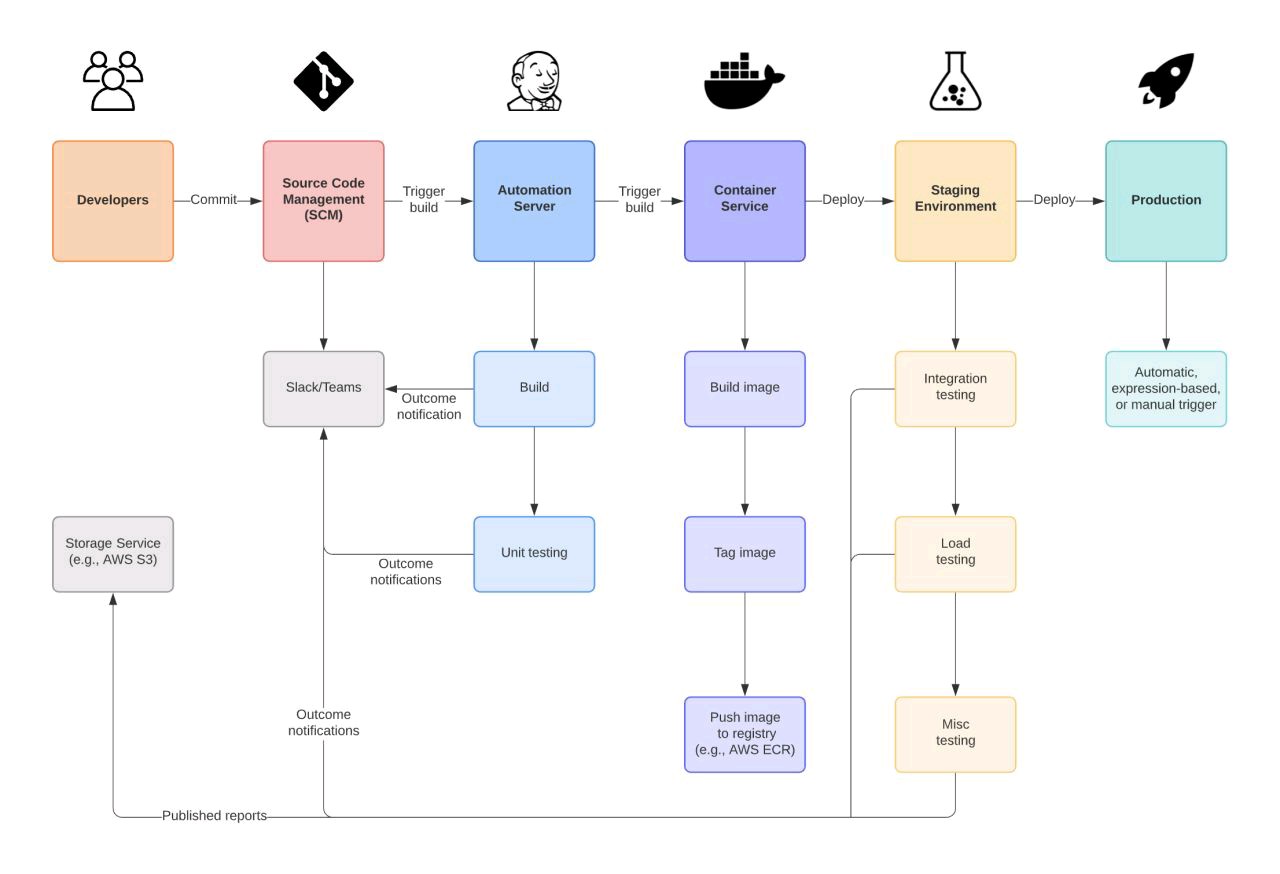 Developers
Commit
Source Code
Management
(SCM)
Trigger
build
Automation
Server
Trigger
build
Container
Service
Deploy
Staging
Environment
Deploy
Production
Slack/Teams
Outcome
notification
Build
Build image
Integration
testing
Automatic,
expression-based,
or manual trigger
Storage Service
(e.g., AWS S3)
Outcome
notifications
Unit testing
Tag image
Load
testing
Outcome
notifications
Push image
to registry
(e.g., AWS ECR)
Misc
testing
Published reports